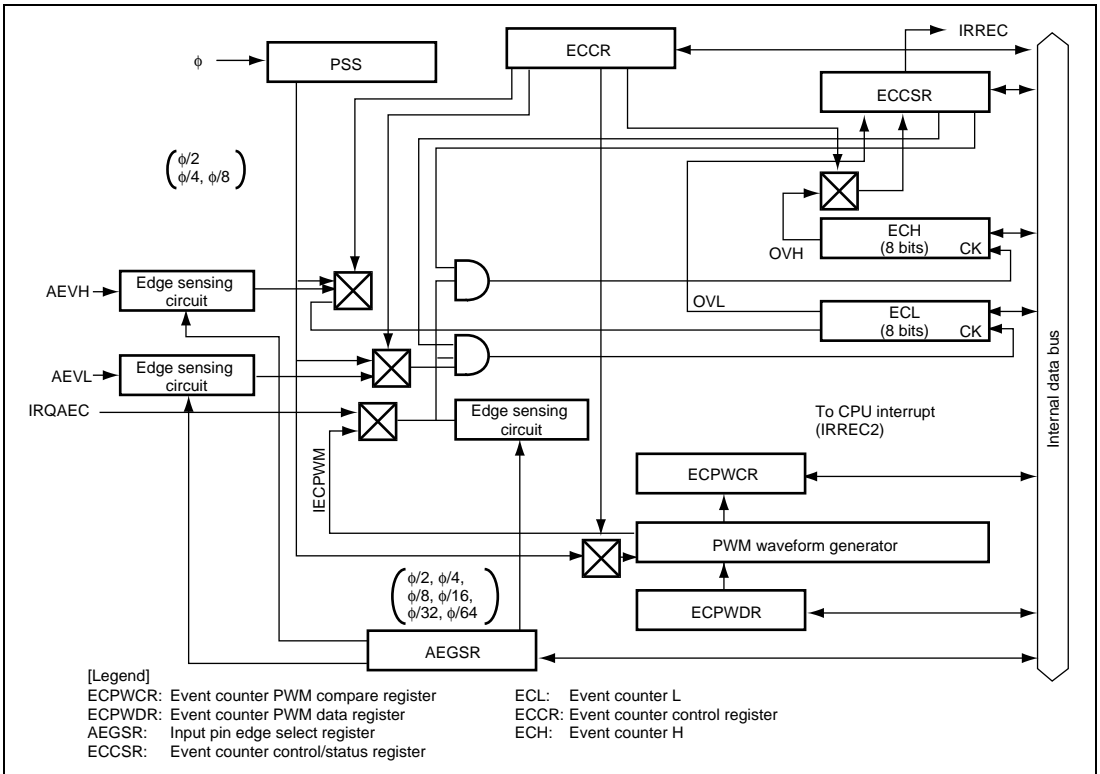 IRREC
ECCR
φ
PSS
ECCSR
φ/2
φ/4, φ/8
ECH
(8 bits)
CK
OVH
AEVH
Edge sensing
circuit
OVL
ECL
(8 bits)
CK
AEVL
Edge sensing
circuit
IRQAEC
Edge sensing
circuit
To CPU interrupt
(IRREC2)
Internal data bus
IECPWM
ECPWCR
PWM waveform generator
φ/2, φ/4,
φ/8, φ/16,
φ/32, φ/64
ECPWDR
AEGSR
[Legend]
ECPWCR: Event counter PWM compare register
ECPWDR: Event counter PWM data register
AEGSR: Input pin edge select register
ECCSR: Event counter control/status register
ECL: Event counter L
ECCR: Event counter control register
ECH: Event counter H